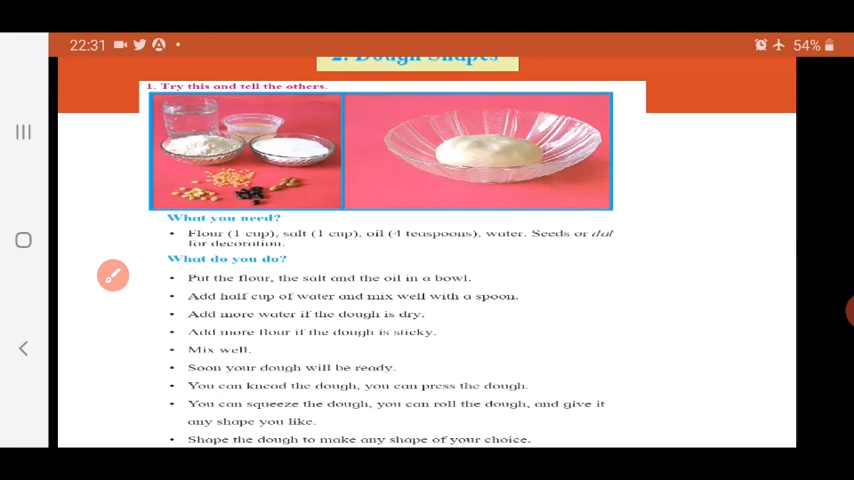 22:31
54%
2. Dough Shapes
1. Try this and tell the others.
What you need?
• Flour (1 cup), salt (1 cup), oil (4 teaspoons), water. Seeds or dal
for decoration.
What do you do?
• Put the flour, the salt and the oil in a bowl.
• Add half cup of water and mix well with a spoon.
• Add more water if the dough is dry.
• Add more flour if the dough is sticky.
• Mix well.
• Soon your dough will be ready.
• You can knead the dough, you can press the dough.
• You can squeeze the dough, you can roll the dough, and give it
any shape you like.
• Shape the dough to make any shape of your choice.